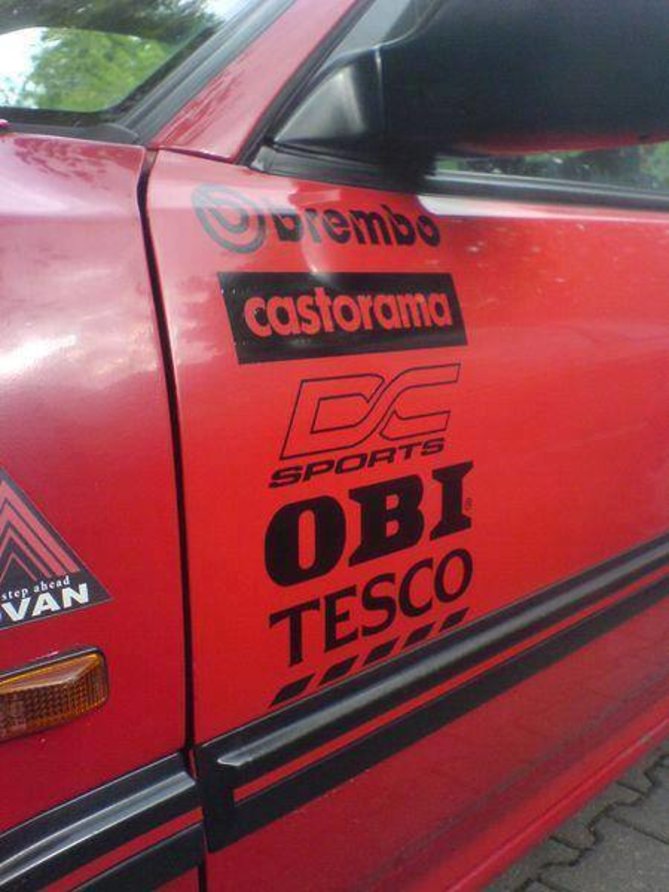 brembo
castorama
DC
SPORTS
OBI®
TESCO
step ahead
VAN